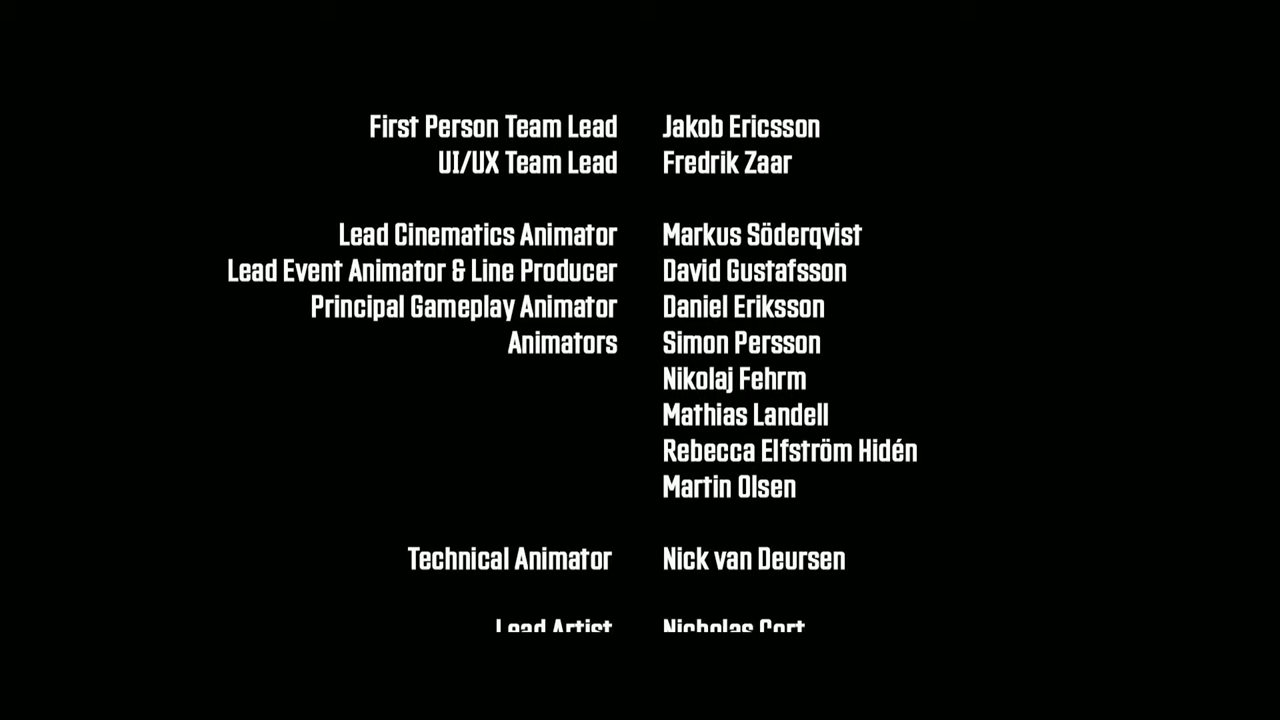 First Person Team Lead Jakob Ericsson
UI/UX Team Lead Fredrik Zaar
Lead Cinematics Animator Markus Söderqvist
Lead Event Animator & Line Producer David Gustafsson
Principal Gameplay Animator Daniel Eriksson
Animators Simon Persson
Nikolaj Fehrm
Mathias Landell
Rebecca Elfström Hidén
Martin Olsen
Technical Animator Nick van Deursen
Lead Artist Nicholas Cort